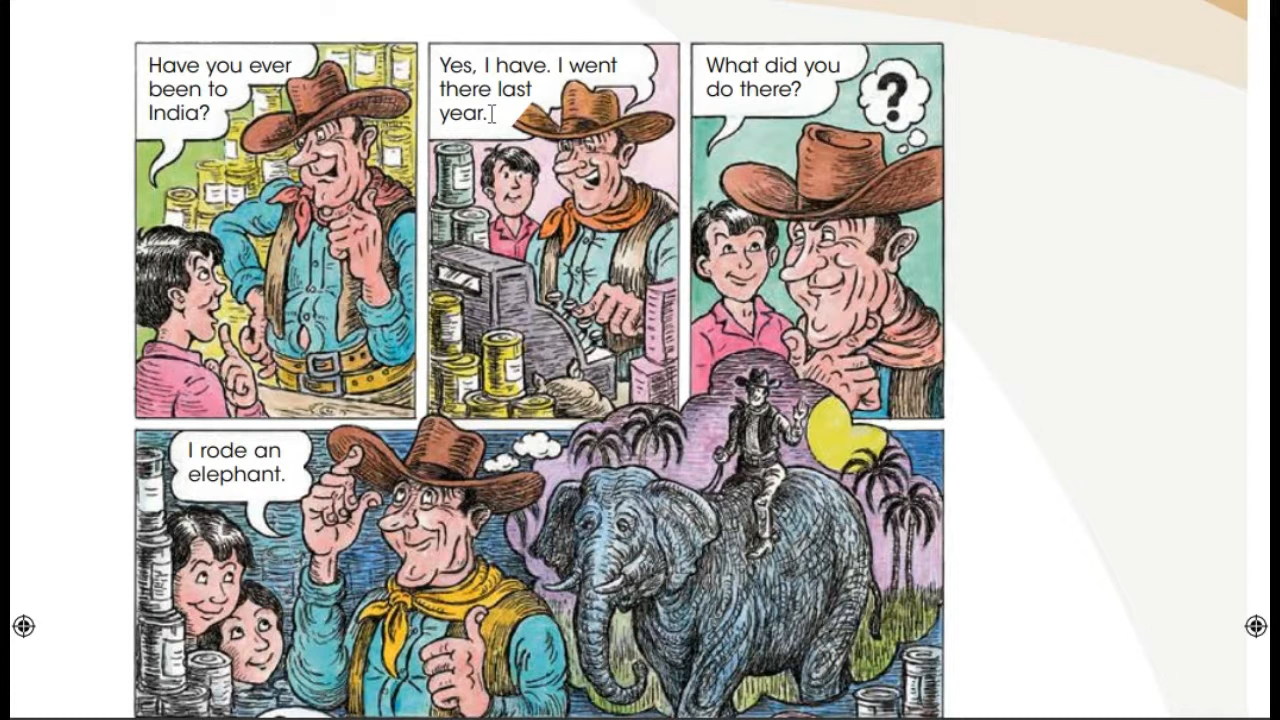 Have you ever
been to
India?
Yes, I have. I went
there last
year.
What did you
do there?
?
I rode an
elephant.